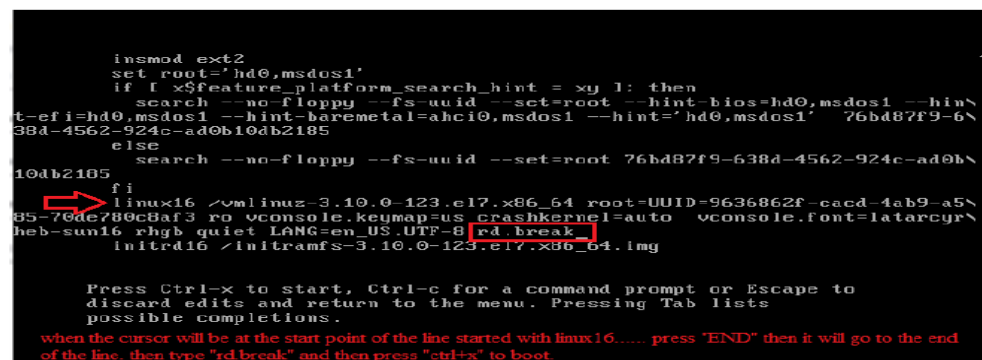 insmod ext2
set root='hd0,msdos1'
if [ x$feature_platform_search_hint = xy ]; then
search --no-floppy --fs-uuid --set=root --hint-bios=hd0,msdos1 --hin\
t-efi=hd0,msdos1 --hint-baremetal=ahci0,msdos1 --hint='hd0,msdos1' 76bd87f9-6\
38d-4562-924c-ad0b10db2185
else
search --no-floppy --fs-uuid --set=root 76bd87f9-638d-4562-924c-ad0b\
10db2185
fi
linux16 /vmlinuz-3.10.0-123.el7.x86_64 root=UUID=9636862f-cacd-4ab9-a5\
85-70de780c8af3 ro vconsole.keymap=us crashkernel=auto vconsole.font=latarcyr\
heb-sun16 rhgb quiet LANG=en_US.UTF-8 rd.break_
initrd16 /initramfs-3.10.0-123.el7.x86_64.img
Press Ctrl-x to start, Ctrl-c for a command prompt or Escape to
discard edits and return to the menu. Pressing Tab lists
possible completions.
when the cursor will be at the start point of the line started with linux16...... press "END" then it will go to the end
of the line, then type "rd.break" and then press "ctrl+x" to boot.